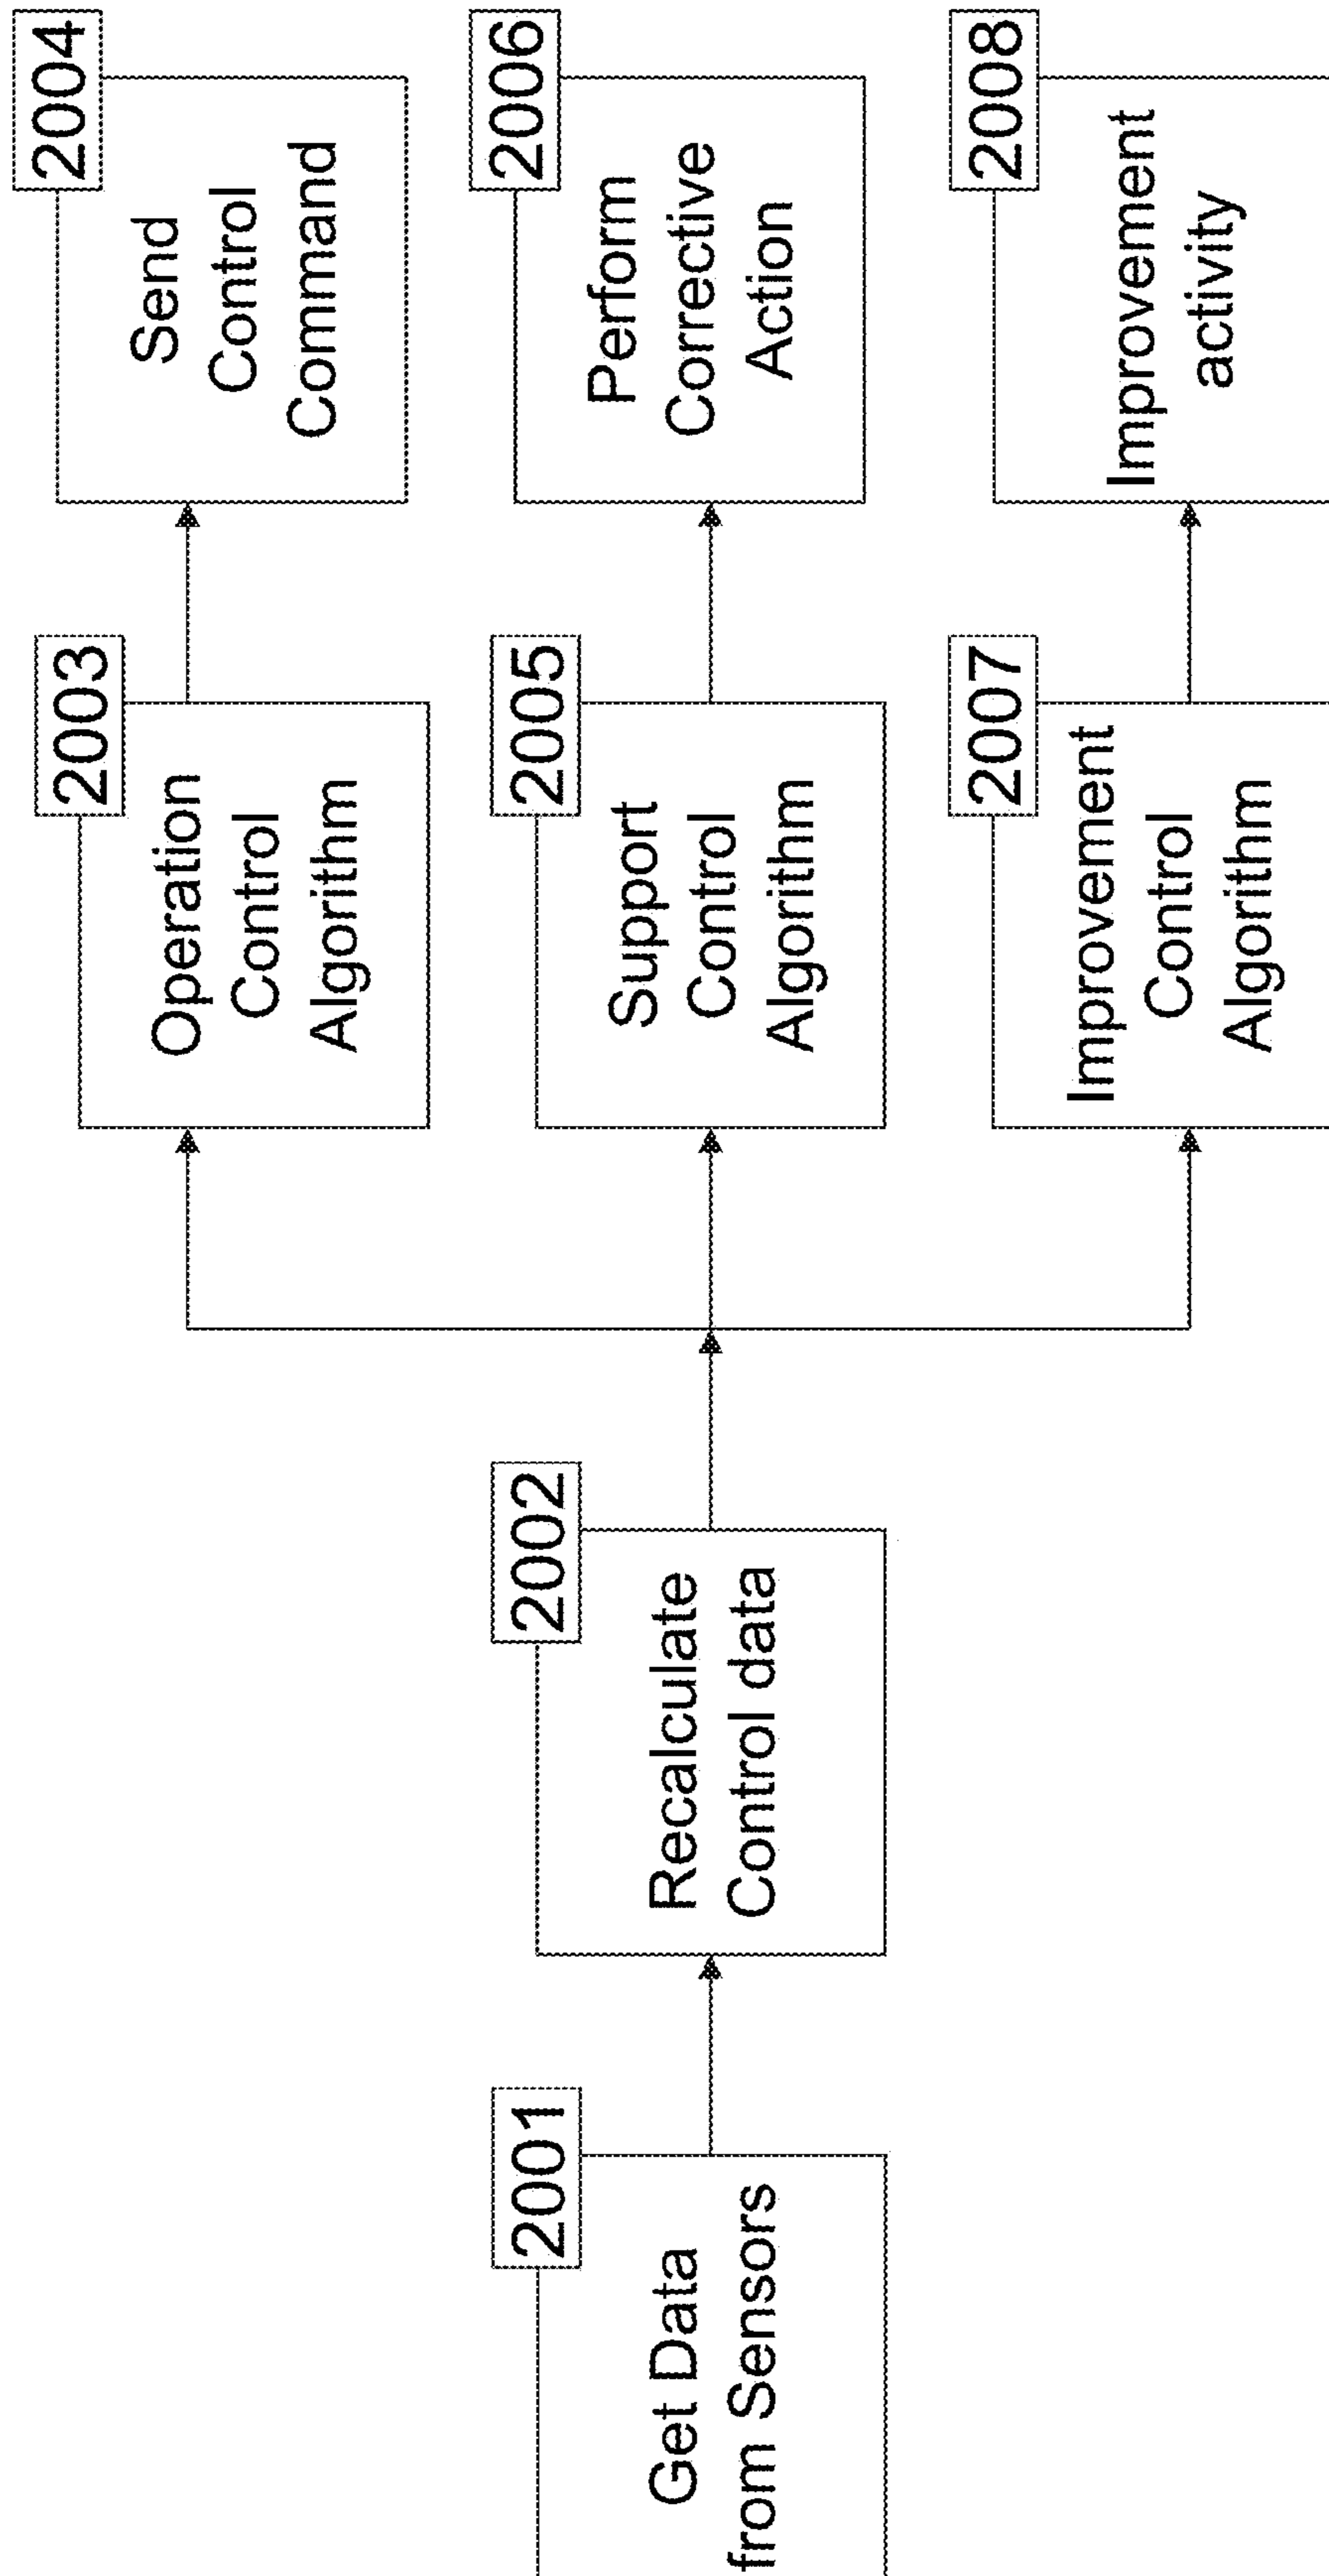 2001
Get Data
from Sensors
2002
Recalculate
Control data
2003
Operation
Control
Algorithm
2004
Send
Control
Command
2005
Support
Control
Algorithm
2006
Perform
Corrective
Action
2007
Improvement
Control
Algorithm
2008
Improvement
activity